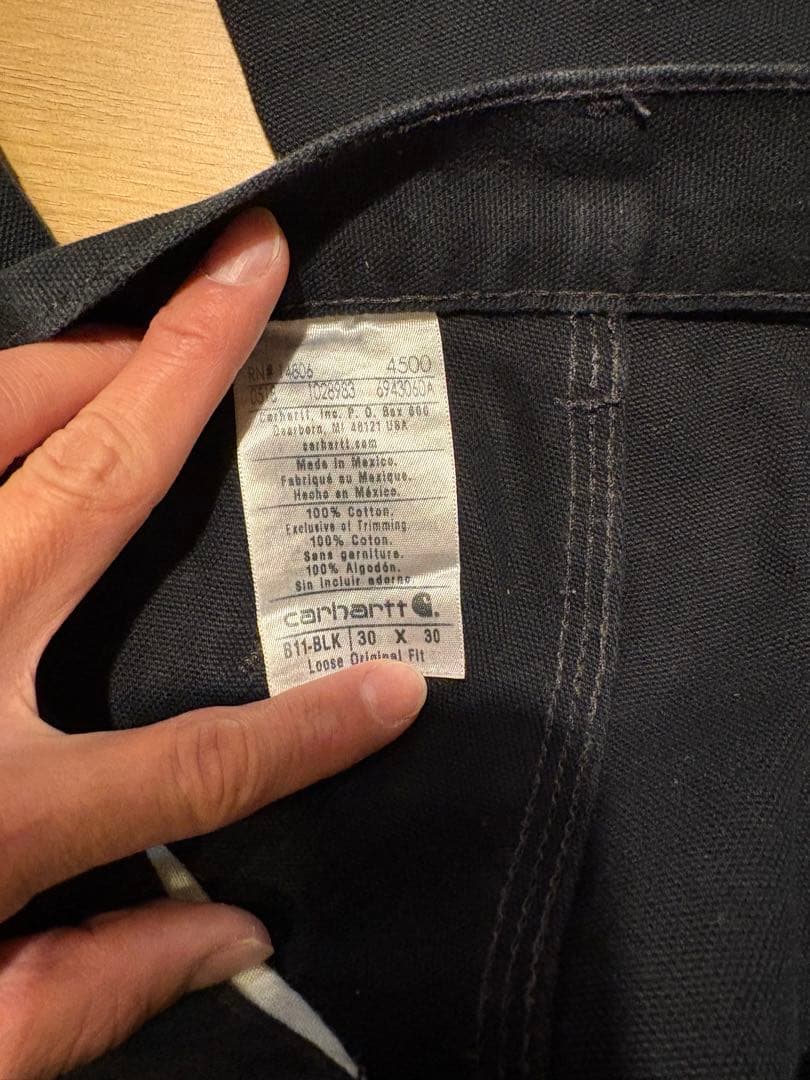 RN# 14806 4500
0516 1028983 6943060A
Carhartt, Inc. P. O. Box 600
Dearborn, MI 48121 USA
carhartt.com
Made in Mexico.
Fabriqué au Mexique.
Hecho en México.
100% Cotton.
Exclusive of Trimming.
100% Coton.
Sans garniture.
100% Algodón.
Sin incluir adorno.
carhartt
B11-BLK 30 X 30
Loose Original Fit